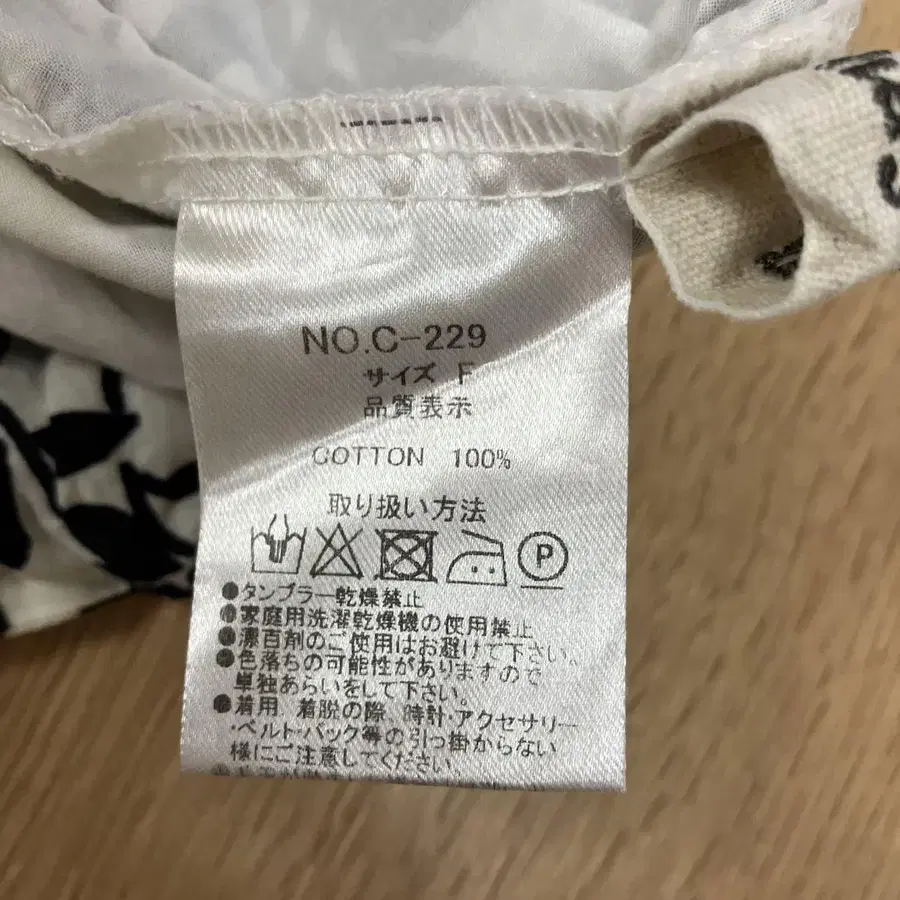 NO.C-229
サイズ F
品質表示
COTTON 100%
取り扱い方法
P
●タンブラー乾燥禁止
●家庭用洗濯乾燥機の使用禁止
●漂百剤のご使用はお避けて下さい。
●色落ちの可能性がありますので
単独あらいをして下さい。
●着用、着脱の際、時計・アクセサリー
・ベルト・バック等の引っ掛からない
様にご注意してください。